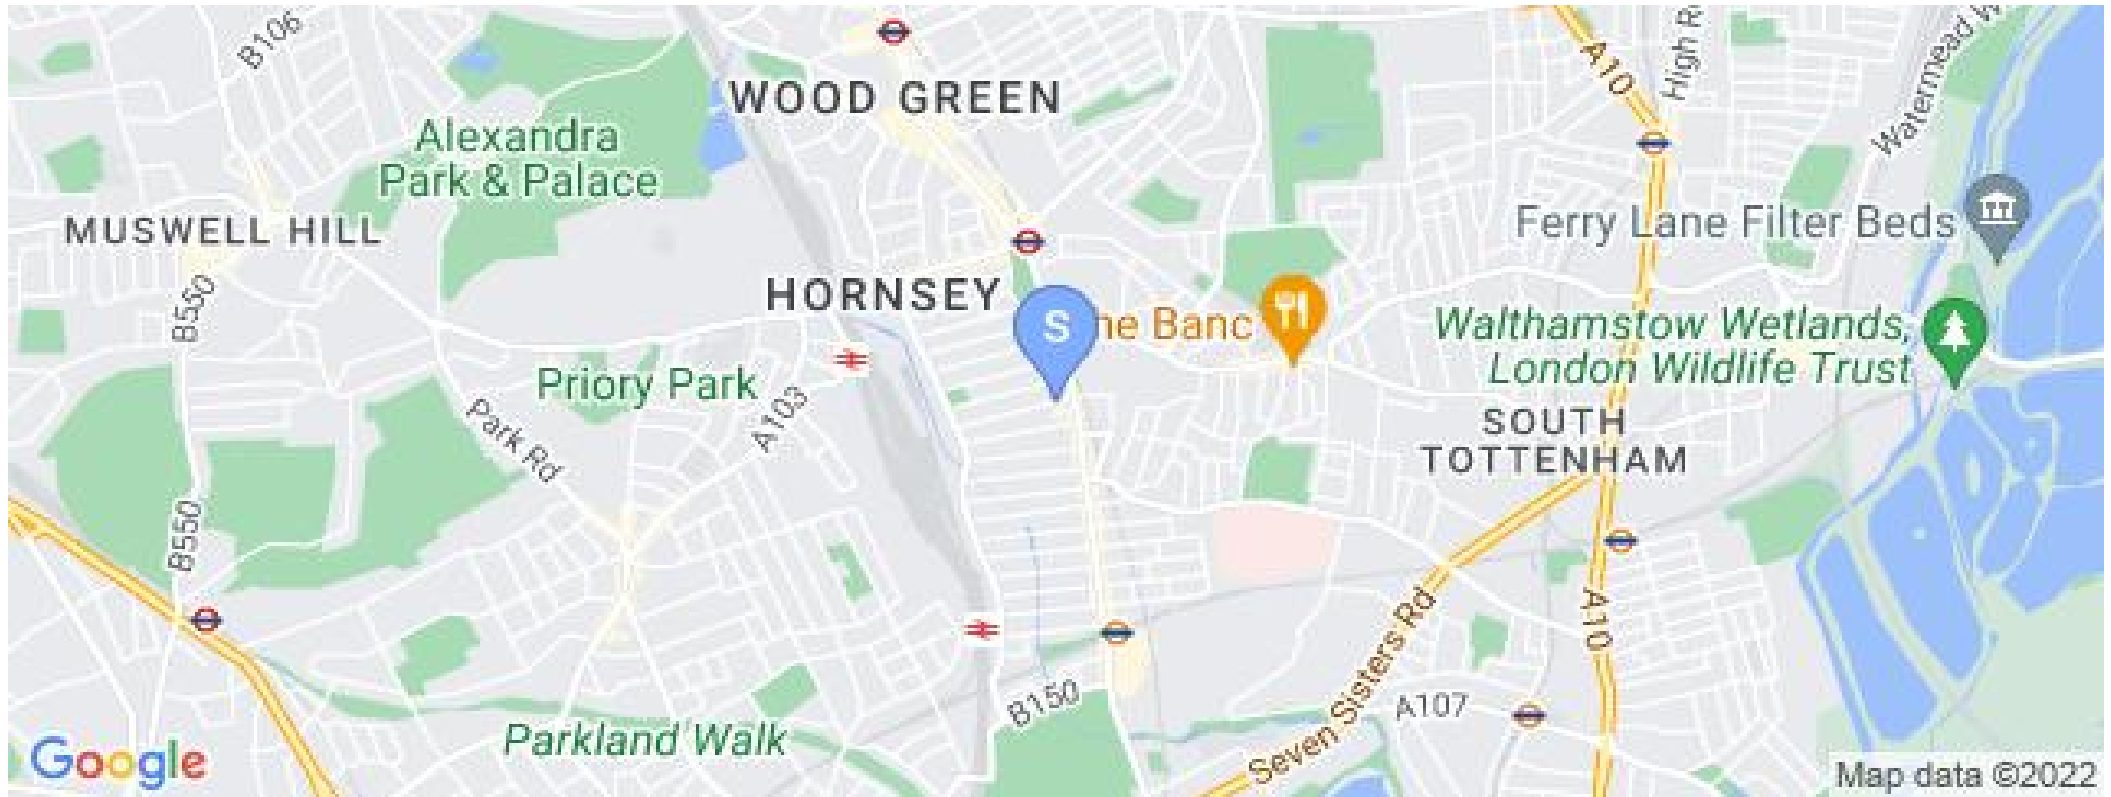 B106
A10
High R
Watermead W
WOOD GREEN
Alexandra
Park & Palace
MUSWELL HILL
Ferry Lane Filter Beds
B550
HORNSEY
S
he Banc
Walthamstow Wetlands,
London Wildlife Trust
Priory Park
A103
Park Rd
SOUTH
TOTTENHAM
B550
Seven Sisters Rd
A10
B150
A107
Parkland Walk
Google
Map data ©2022